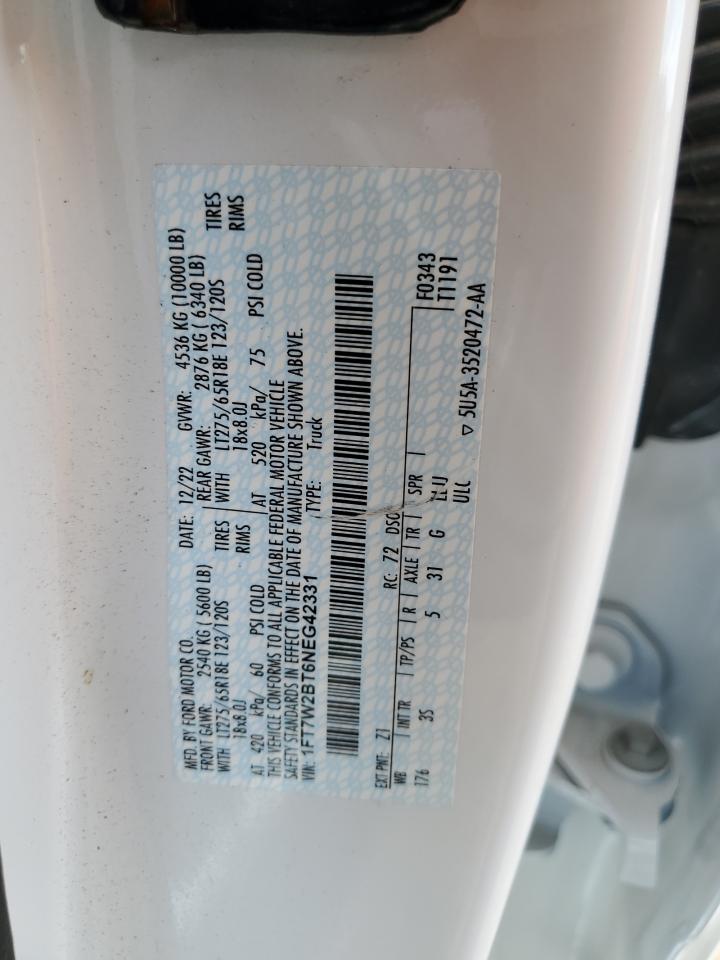 MFD. BY FORD MOTOR CO. DATE: 12/22 GVWR: 4536 KG (10000 LB)
FRONT GAWR: 2540 KG ( 5600 LB) REAR GAWR: 2876 KG ( 6340 LB)
WITH LT275/65R18E 123/120S TIRES WITH LT275/65R18E 123/120S TIRES
18x8.0J RIMS 18x8.0J RIMS
AT 420 kPa/ 60 PSI COLD AT 520 kPa/ 75 PSI COLD
THIS VEHICLE CONFORMS TO ALL APPLICABLE FEDERAL MOTOR VEHICLE
SAFETY STANDARDS IN EFFECT ON THE DATE OF MANUFACTURE SHOWN ABOVE.
VIN: 1FT7W2BT6NEG42331 TYPE: Truck
EXT PNT: Z1 RC: 72 DSO:
WB INT TR TP/PS R AXLE TR SPR F0343
176 3S 5 31 G T1191
ULC ▽ 5U5A-3520472-AA